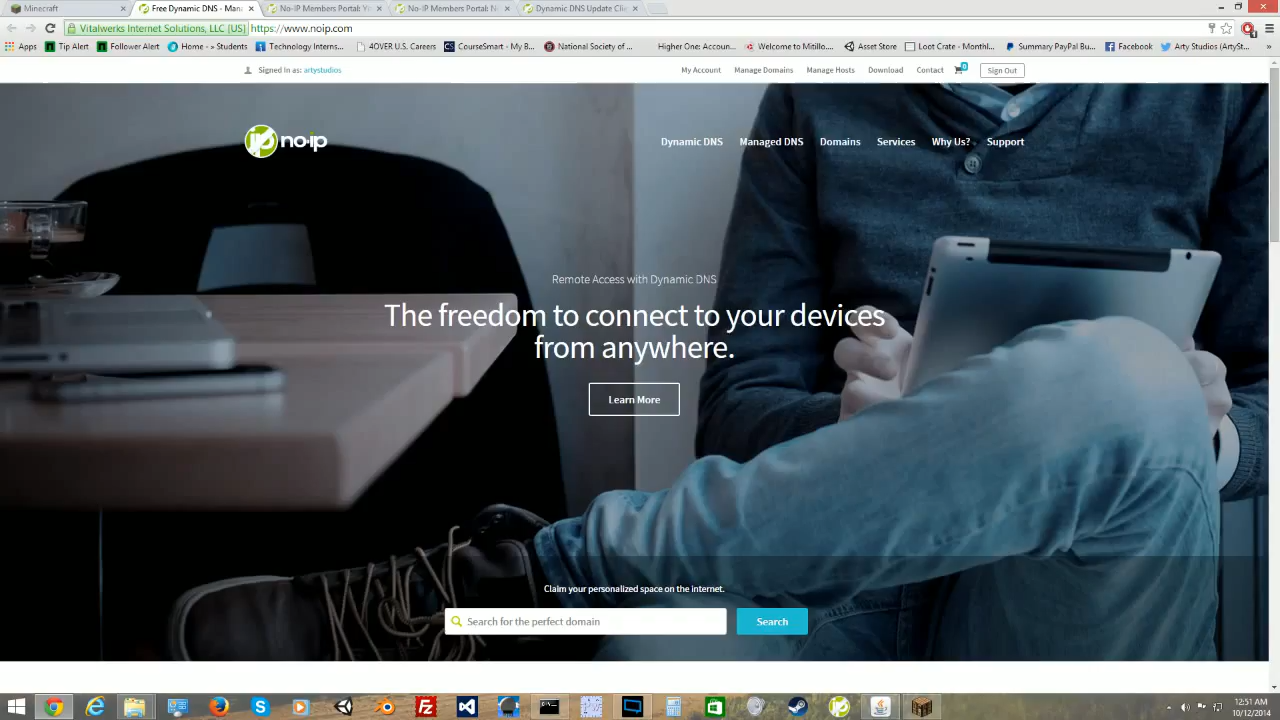 Minecraft
Free Dynamic DNS - Mana
No-IP Members Portal: Y
No-IP Members Portal: N
Dynamic DNS Update Clie
Vitalwerks Internet Solutions, LLC [US]
https://www.noip.com
Apps
Tip Alert
Follower Alert
Home » Students
Technology Intern...
4OVER U.S. Careers
CourseSmart - My B...
National Society of ...
Higher One: Accoun...
Welcome to Mitillo....
Asset Store
Loot Crate - Monthl...
Summary PayPal Bu...
Facebook
Arty Studios (ArtySt...
Signed In as: artystudios
My Account
Manage Domains
Manage Hosts
Download
Contact
0
Sign Out
no-ip
Dynamic DNS
Managed DNS
Domains
Services
Why Us?
Support
Remote Access with Dynamic DNS
The freedom to connect to your devices
from anywhere.
Learn More
Claim your personalized space on the internet.
Search for the perfect domain
Search
12:51 AM
10/12/2014